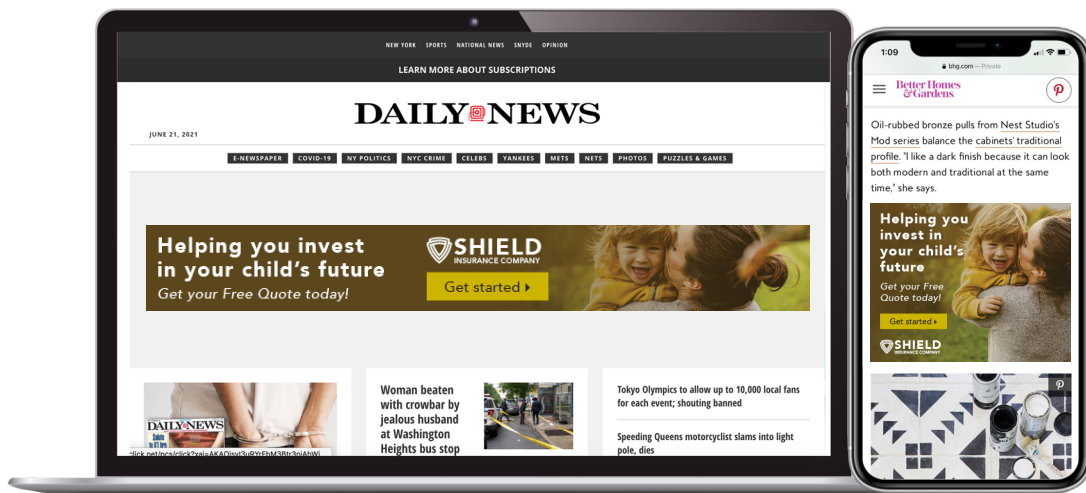 NEW YORK SPORTS NATIONAL NEWS SNYDE OPINION
LEARN MORE ABOUT SUBSCRIPTIONS
DAILY NEWS
JUNE 21, 2021
E-NEWSPAPER COVID-19 NY POLITICS NYC CRIME CELEBS YANKEES METS NETS PHOTOS PUZZLES & GAMES
Helping you invest
in your child's future
Get your Free Quote today!
SHIELD
INSURANCE COMPANY
Get started
DAILY NEWS
Woman beaten
with crowbar by
jealous husband
at Washington
Heights bus stop
Tokyo Olympics to allow up to 10,000 local fans
for each event; shouting banned
Speeding Queens motorcyclist slams into light
pole, dies
1:09
bhg.com — Private
Better Homes
& Gardens.
Oil-rubbed bronze pulls from Nest Studio's
Mod series balance the cabinets' traditional
profile. "I like a dark finish because it can look
both modern and traditional at the same
time," she says.
Helping you
invest in
your child's
future
Get your Free
Quote today!
Get started
SHIELD
INSURANCE COMPANY